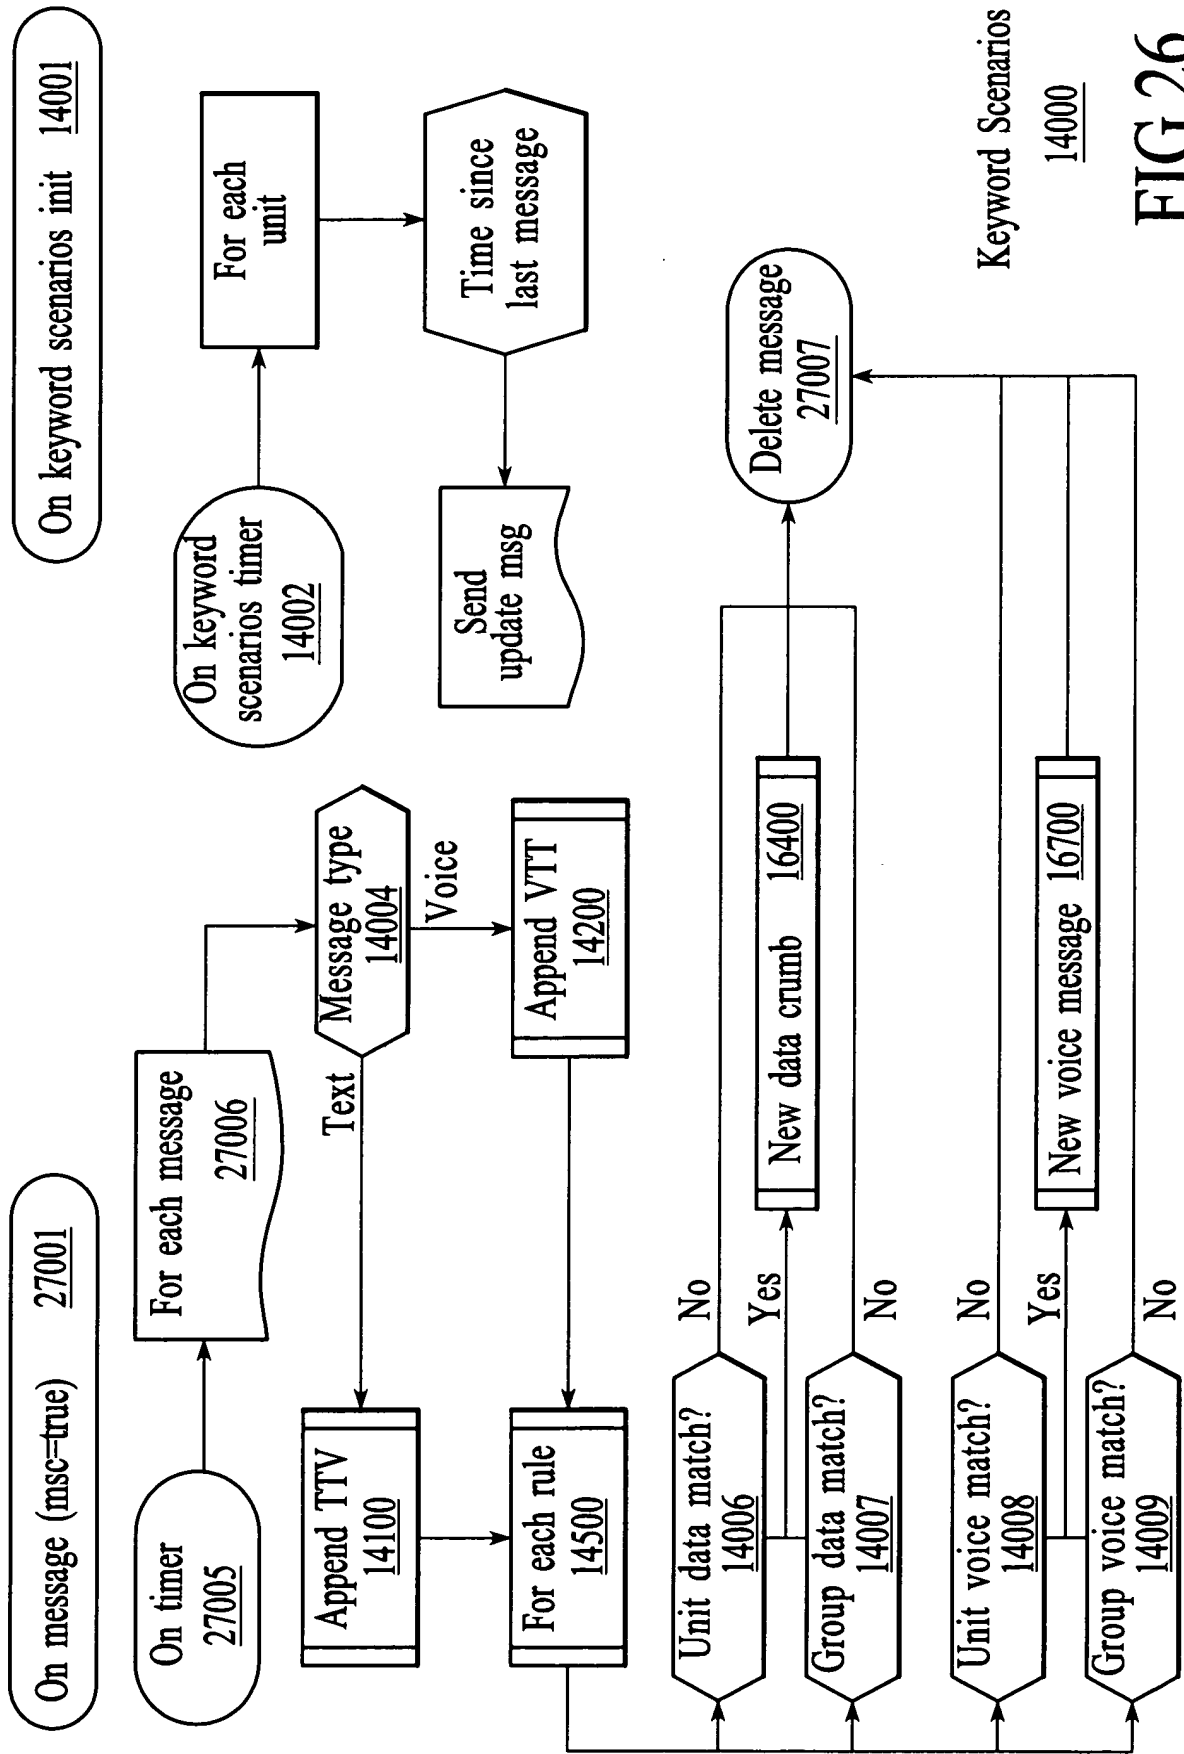 On message (msc=true) 27001
On keyword scenarios init 14001
On timer
27005
For each message
27006
On keyword
scenarios timer
14002
For each
unit
Message type
14004
Text
Voice
Append TTV
14100
Append VTT
14200
For each rule
14500
Send
update msg
Time since
last message
Unit data match?
14006
No
Yes
New data crumb 16400
Group data match?
14007
No
Delete message
27007
Unit voice match?
14008
No
Yes
New voice message 16700
Group voice match?
14009
No
Keyword Scenarios
14000
FIG 26